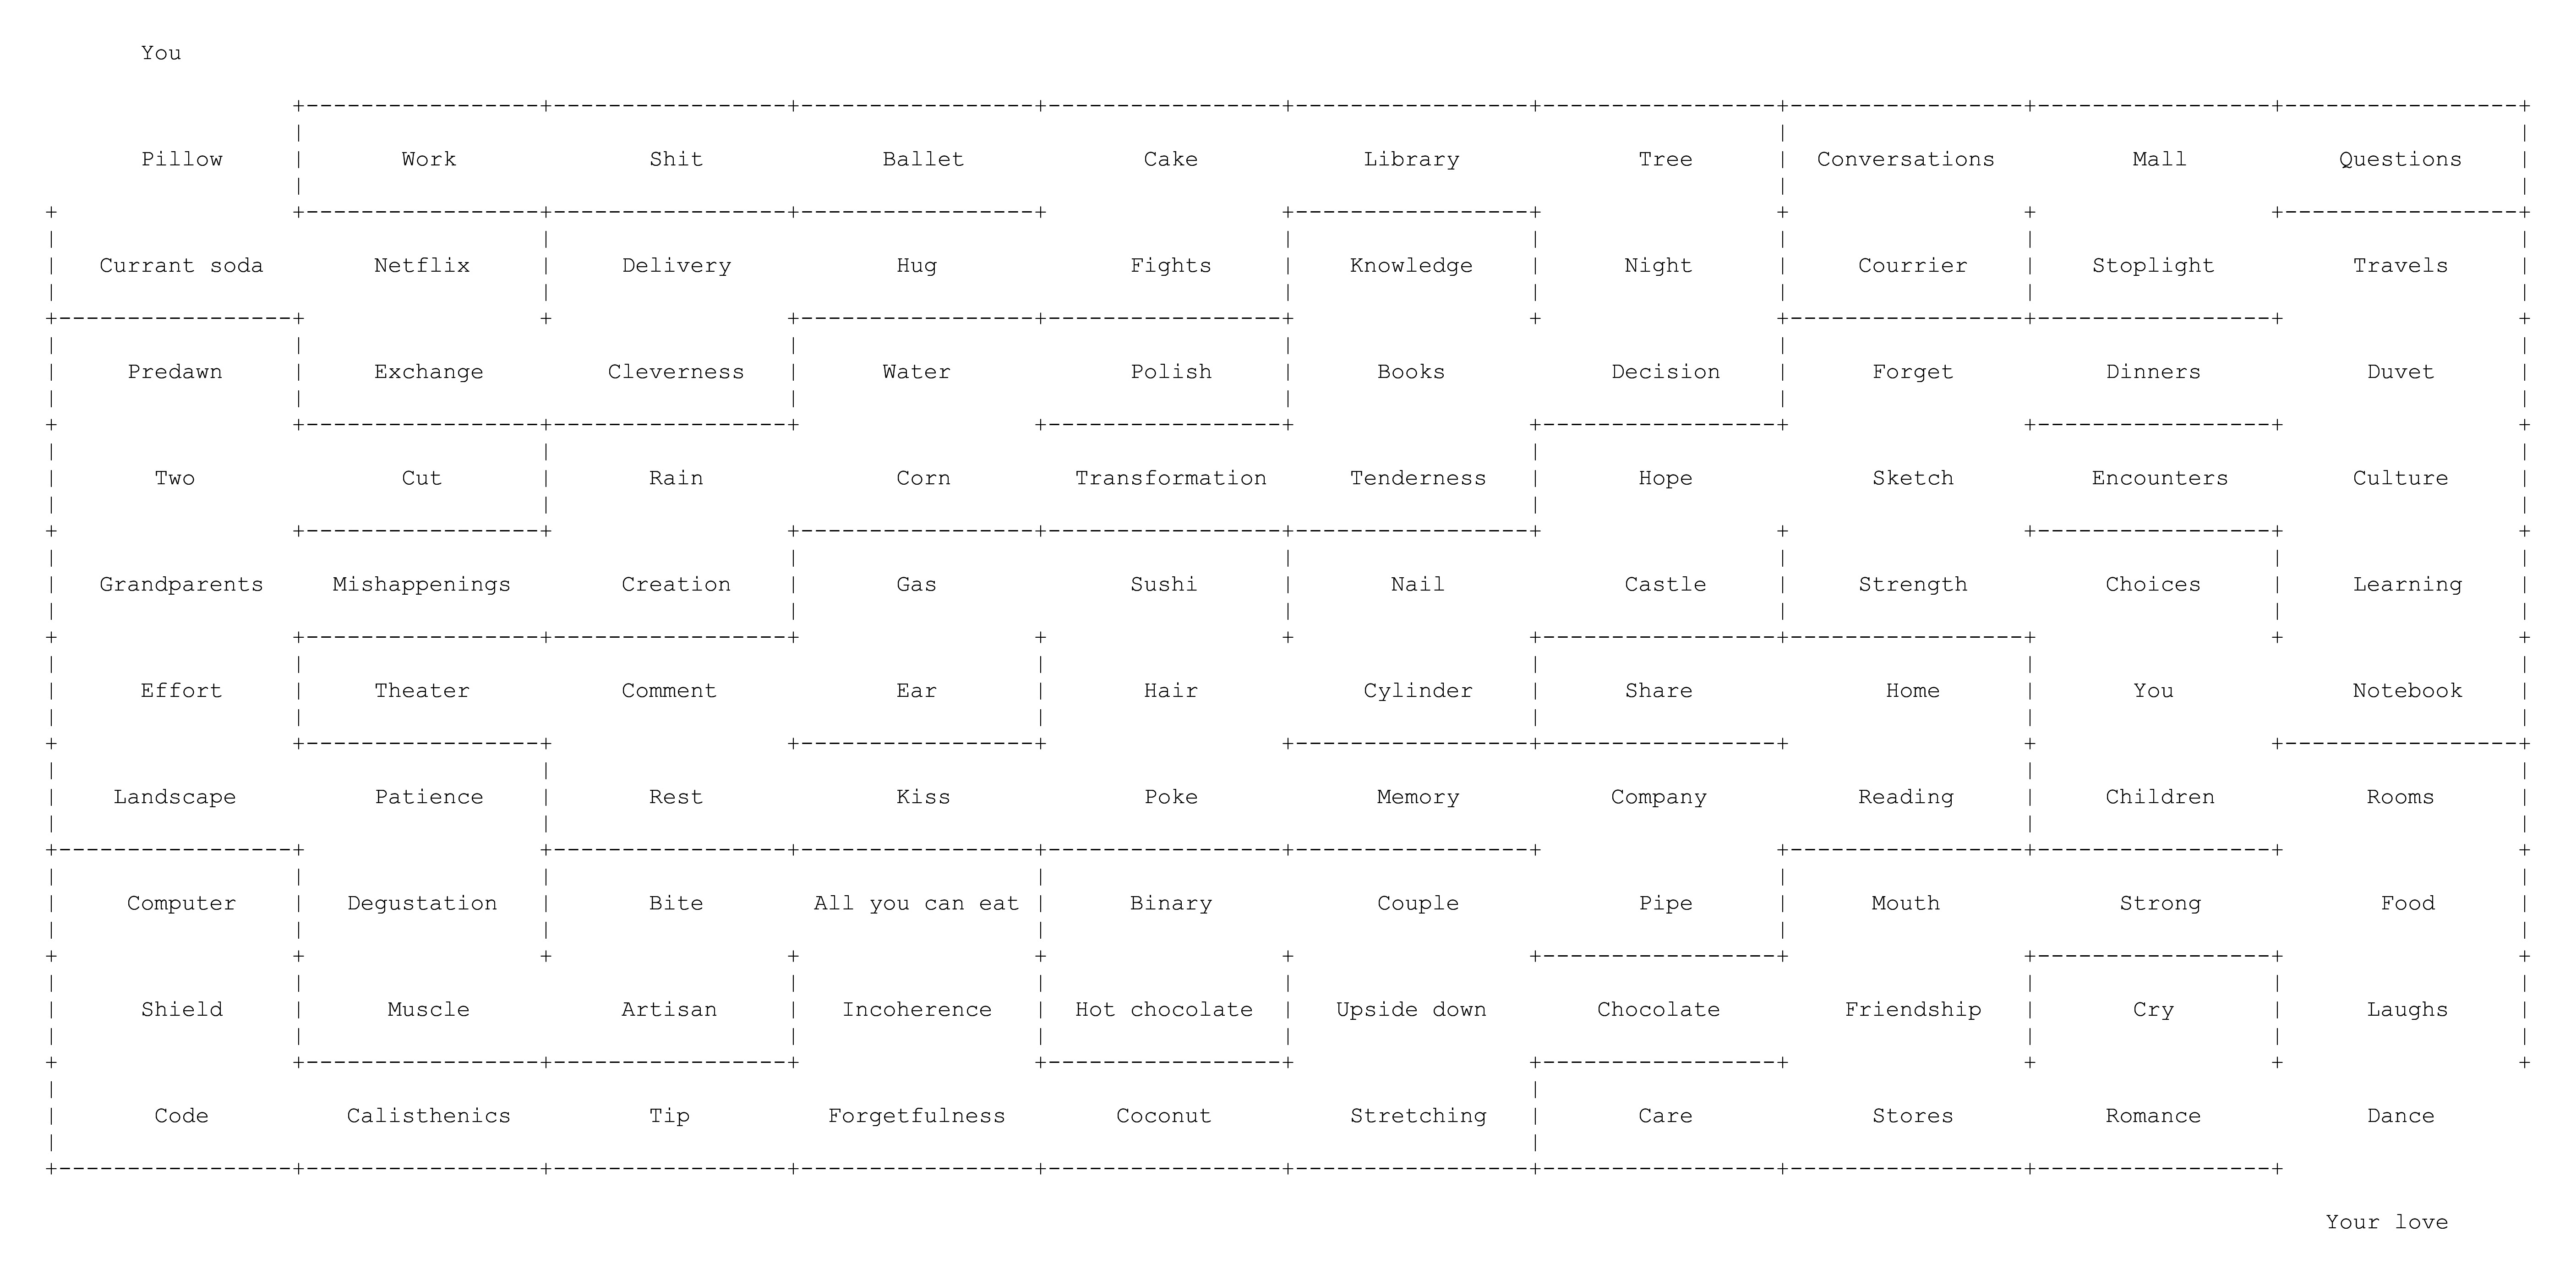 You
Pillow Work Shit Ballet Cake Library Tree Conversations Mall Questions
Currant soda Netflix Delivery Hug Fights Knowledge Night Courrier Stoplight Travels
Predawn Exchange Cleverness Water Polish Books Decision Forget Dinners Duvet
Two Cut Rain Corn Transformation Tenderness Hope Sketch Encounters Culture
Grandparents Mishappenings Creation Gas Sushi Nail Castle Strength Choices Learning
Effort Theater Comment Ear Hair Cylinder Share Home You Notebook
Landscape Patience Rest Kiss Poke Memory Company Reading Children Rooms
Computer Degustation Bite All you can eat Binary Couple Pipe Mouth Strong Food
Shield Muscle Artisan Incoherence Hot chocolate Upside down Chocolate Friendship Cry Laughs
Code Calisthenics Tip Forgetfulness Coconut Stretching Care Stores Romance Dance
Your love